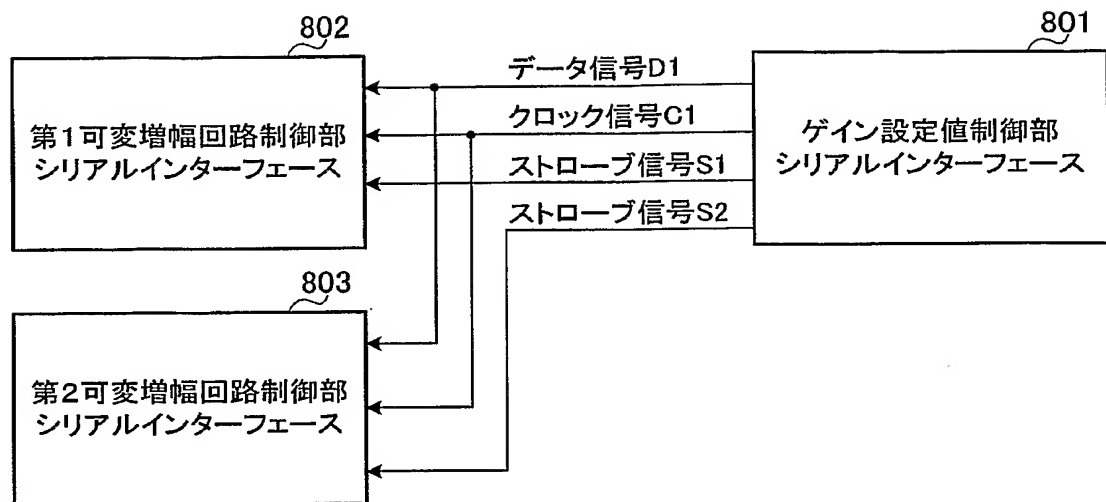 802
801
第1可変増幅回路制御部
シリアルインターフェース
データ信号D1
クロック信号C1
ストローブ信号S1
ストローブ信号S2
ゲイン設定値制御部
シリアルインターフェース
803
第2可変増幅回路制御部
シリアルインターフェース